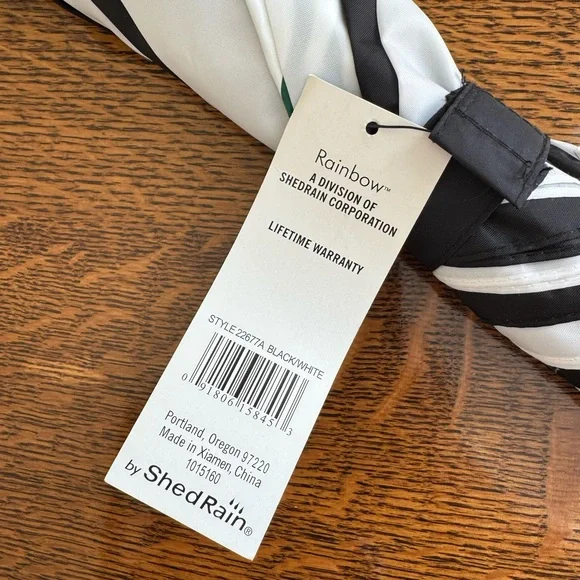 Rainbow™
A DIVISION OF
SHEDRAIN CORPORATION
LIFETIME WARRANTY
STYLE 22677A BLACK/WHITE
0 91806 15845 3
Portland, Oregon 97220
Made in Xiamen, China
1015160
by ShedRain®